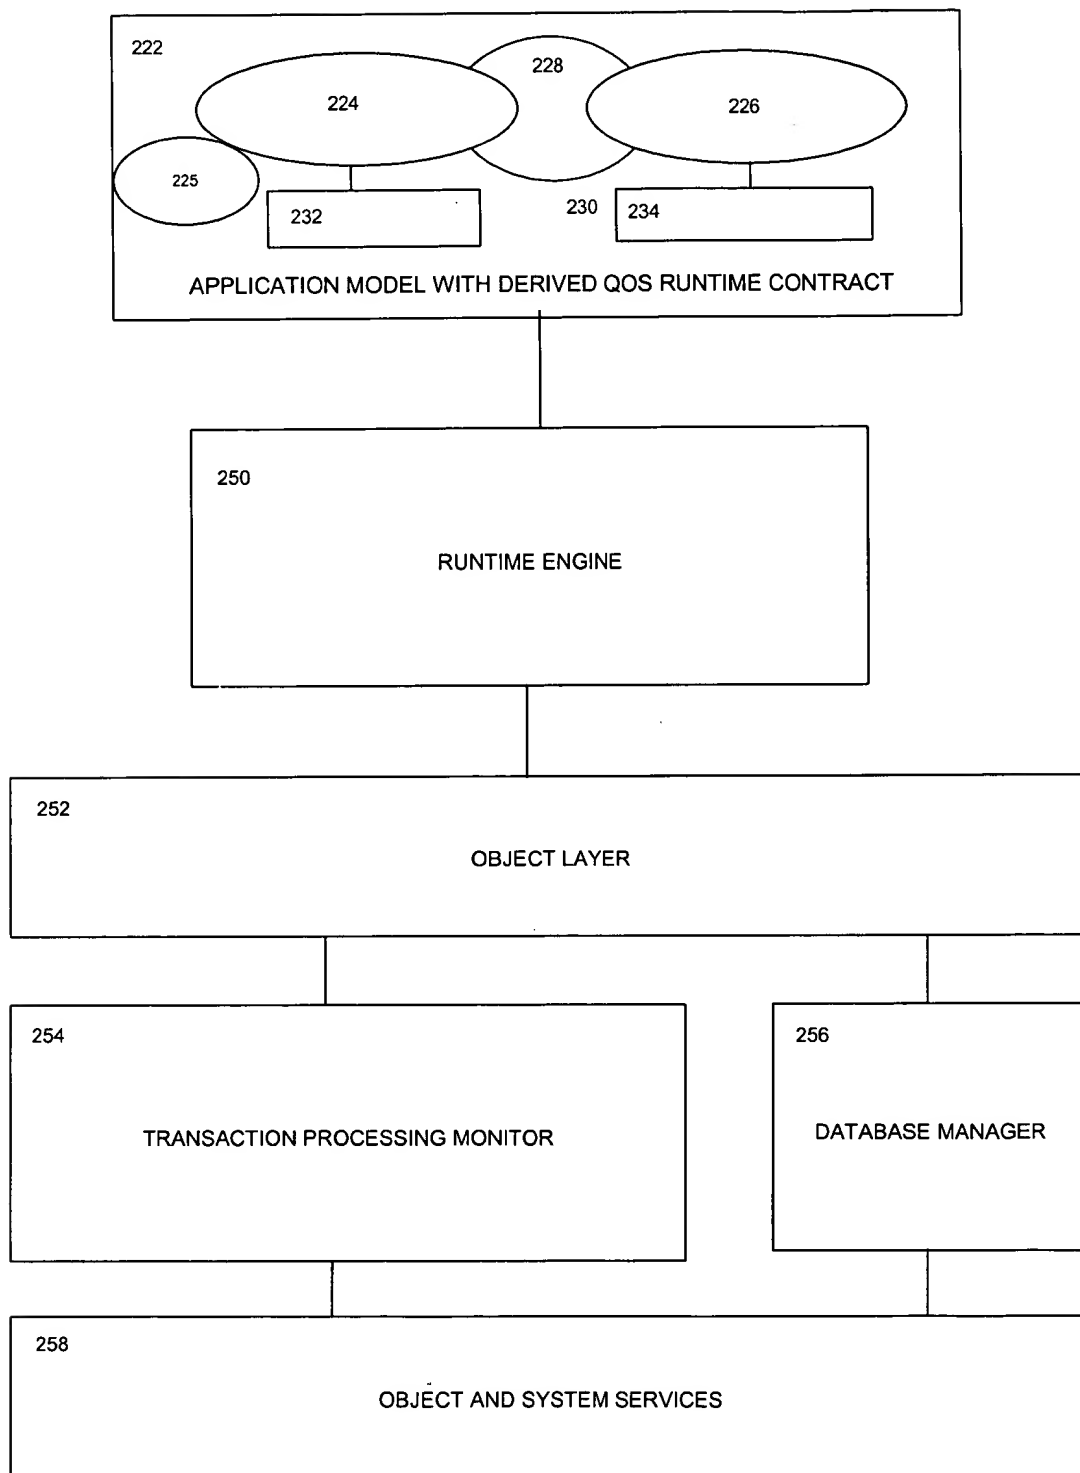 222
224
228
226
225
232
230
234
APPLICATION MODEL WITH DERIVED QOS RUNTIME CONTRACT
250
RUNTIME ENGINE
252
OBJECT LAYER
254
TRANSACTION PROCESSING MONITOR
256
DATABASE MANAGER
258
OBJECT AND SYSTEM SERVICES